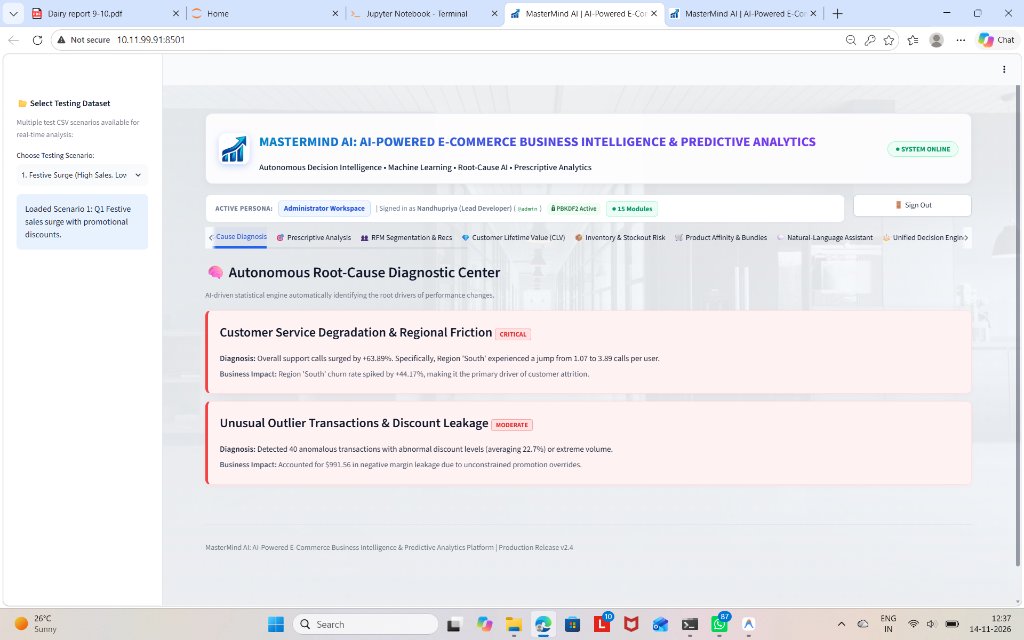 Dairy report 9-10.pdf
Home
Jupyter Notebook - Terminal
MasterMind AI | AI-Powered E-Co
MasterMind AI | AI-Powered E-Co
Not secure 10.11.99.91:8501
Chat
Select Testing Dataset
Multiple test CSV scenarios available for
real-time analysis:
Choose Testing Scenario:
1. Festive Surge (High Sales, Lov
Loaded Scenario 1: Q1 Festive
sales surge with promotional
discounts.
MASTERMIND AI: AI-POWERED E-COMMERCE BUSINESS INTELLIGENCE & PREDICTIVE ANALYTICS
Autonomous Decision Intelligence • Machine Learning • Root-Cause AI • Prescriptive Analytics
● SYSTEM ONLINE
ACTIVE PERSONA: Administrator Workspace | Signed in as Nandhupriya (Lead Developer) ( @admin ) PBKDF2 Active ● 15 Modules
Sign Out
Cause Diagnosis Prescriptive Analysis RFM Segmentation & Recs Customer Lifetime Value (CLV) Inventory & Stockout Risk Product Affinity & Bundles Natural-Language Assistant Unified Decision Engin
Autonomous Root-Cause Diagnostic Center
AI-driven statistical engine automatically identifying the root drivers of performance changes.
Customer Service Degradation & Regional Friction CRITICAL
Diagnosis: Overall support calls surged by +63.89%. Specifically, Region 'South' experienced a jump from 1.07 to 3.89 calls per user.
Business Impact: Region 'South' churn rate spiked by +44.17%, making it the primary driver of customer attrition.
Unusual Outlier Transactions & Discount Leakage MODERATE
Diagnosis: Detected 40 anomalous transactions with abnormal discount levels (averaging 22.7%) or extreme volume.
Business Impact: Accounted for $991.56 in negative margin leakage due to unconstrained promotion overrides.
MasterMind AI: AI-Powered E-Commerce Business Intelligence & Predictive Analytics Platform | Production Release v2.4
26°C
Sunny
Search
10
87
ENG
IN
12:37
14-11-2026